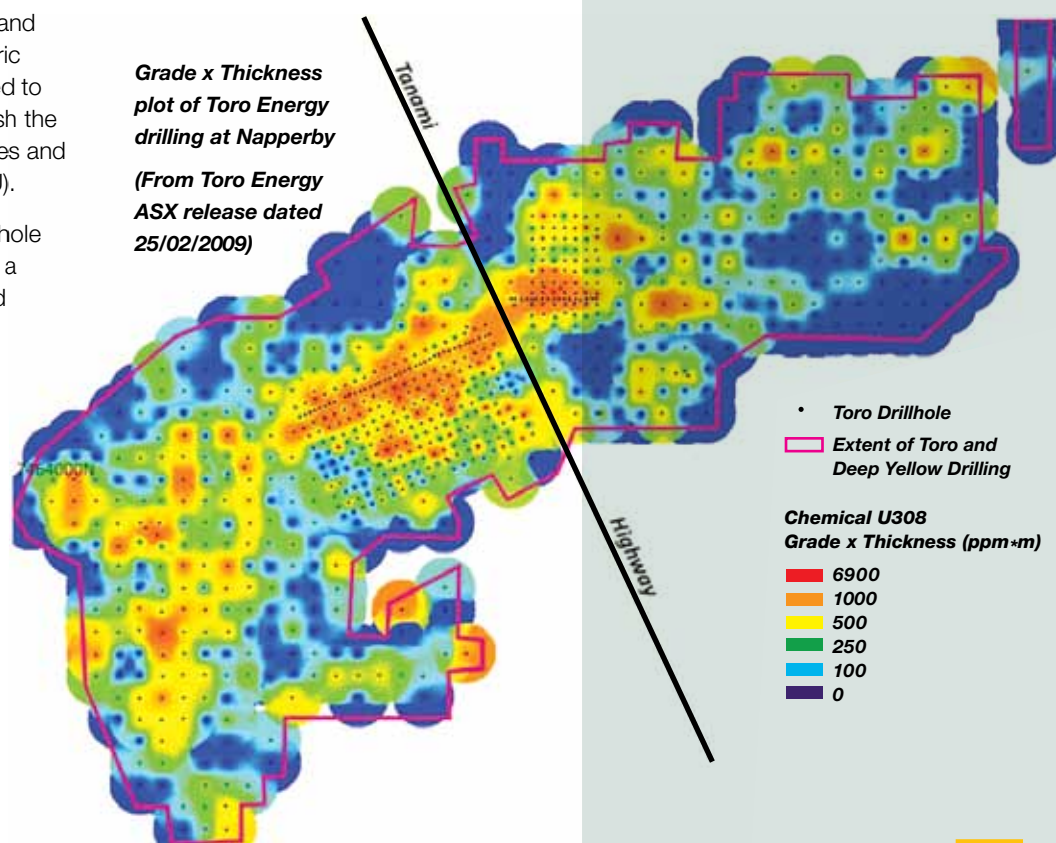 and
ric
ed to
sh the
es and
).
hole
a
d
Grade x Thickness
plot of Toro Energy
drilling at Napperby
(From Toro Energy
ASX release dated
25/02/2009)
Tanami
Highway
• Toro Drillhole
Extent of Toro and
Deep Yellow Drilling
Chemical U308
Grade x Thickness (ppm*m)
6900
1000
500
250
100
0